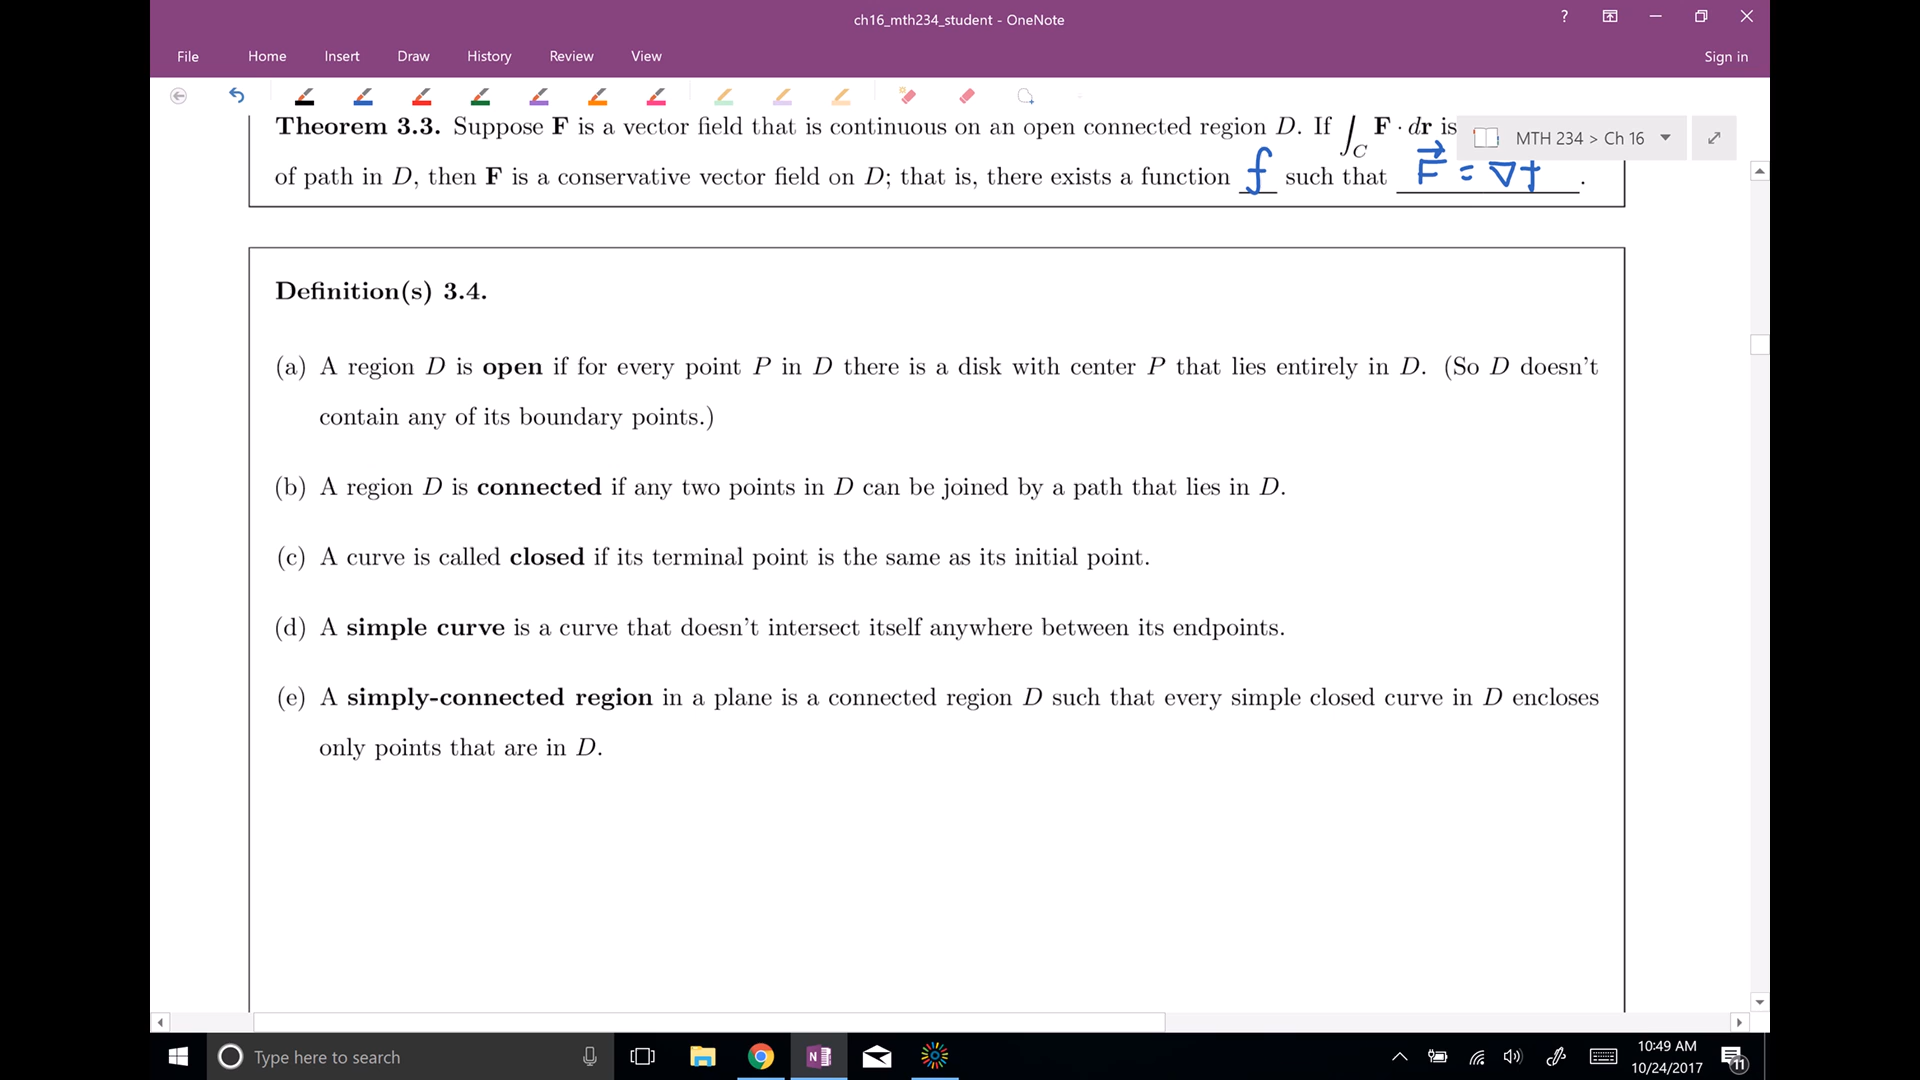 ch16_mth234_student - OneNote
?
File Home Insert Draw History Review View Sign in
Theorem 3.3. Suppose F is a vector field that is continuous on an open connected region D. If ∫_C F · dr is
MTH 234 > Ch 16
of path in D, then F is a conservative vector field on D; that is, there exists a function f such that F⃗ = ∇f.
Definition(s) 3.4.
(a) A region D is open if for every point P in D there is a disk with center P that lies entirely in D. (So D doesn't
contain any of its boundary points.)
(b) A region D is connected if any two points in D can be joined by a path that lies in D.
(c) A curve is called closed if its terminal point is the same as its initial point.
(d) A simple curve is a curve that doesn't intersect itself anywhere between its endpoints.
(e) A simply-connected region in a plane is a connected region D such that every simple closed curve in D encloses
only points that are in D.
Type here to search
N
10:49 AM
10/24/2017
11